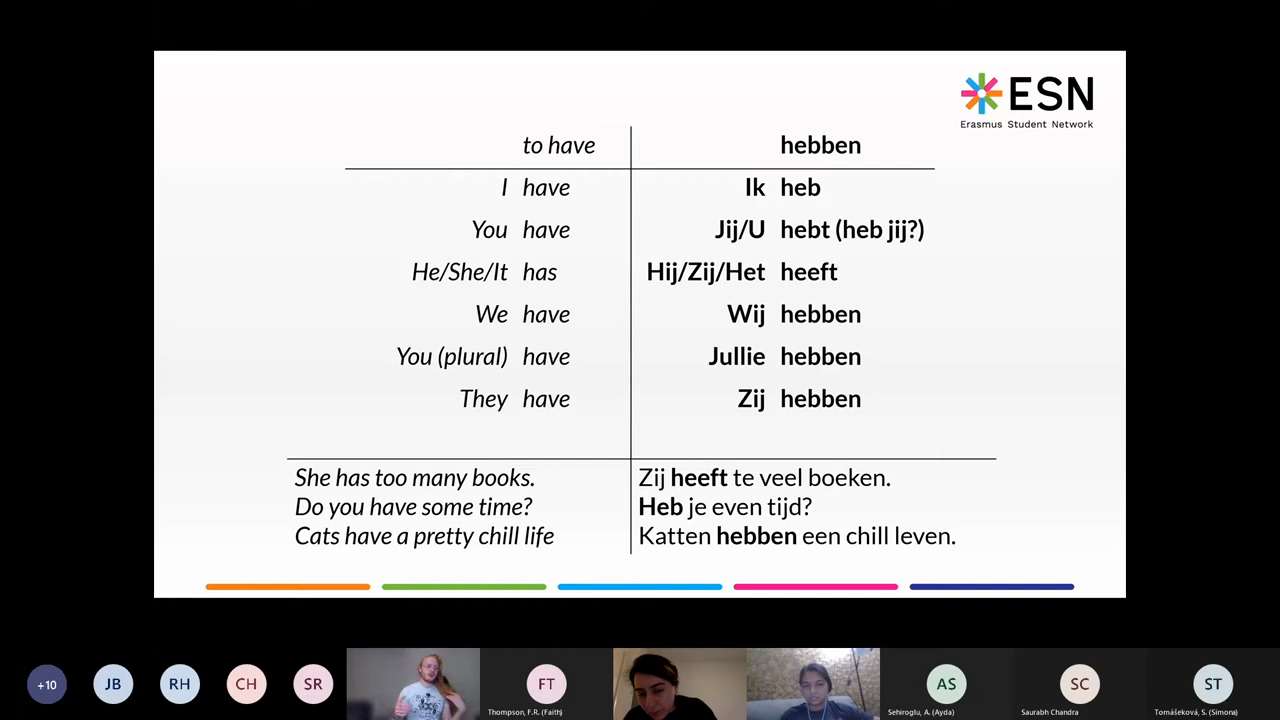 ESN
Erasmus Student Network
to have hebben
I have Ik heb
You have Jij/U hebt (heb jij?)
He/She/It has Hij/Zij/Het heeft
We have Wij hebben
You (plural) have Jullie hebben
They have Zij hebben
She has too many books. Zij heeft te veel boeken.
Do you have some time? Heb je even tijd?
Cats have a pretty chill life Katten hebben een chill leven.
+10 JB RH CH SR FT AS SC ST
Thompson, F.R. (Faith) Sehiroglu, A. (Ayda) Saurabh Chandra Tomášeková, S. (Simona)